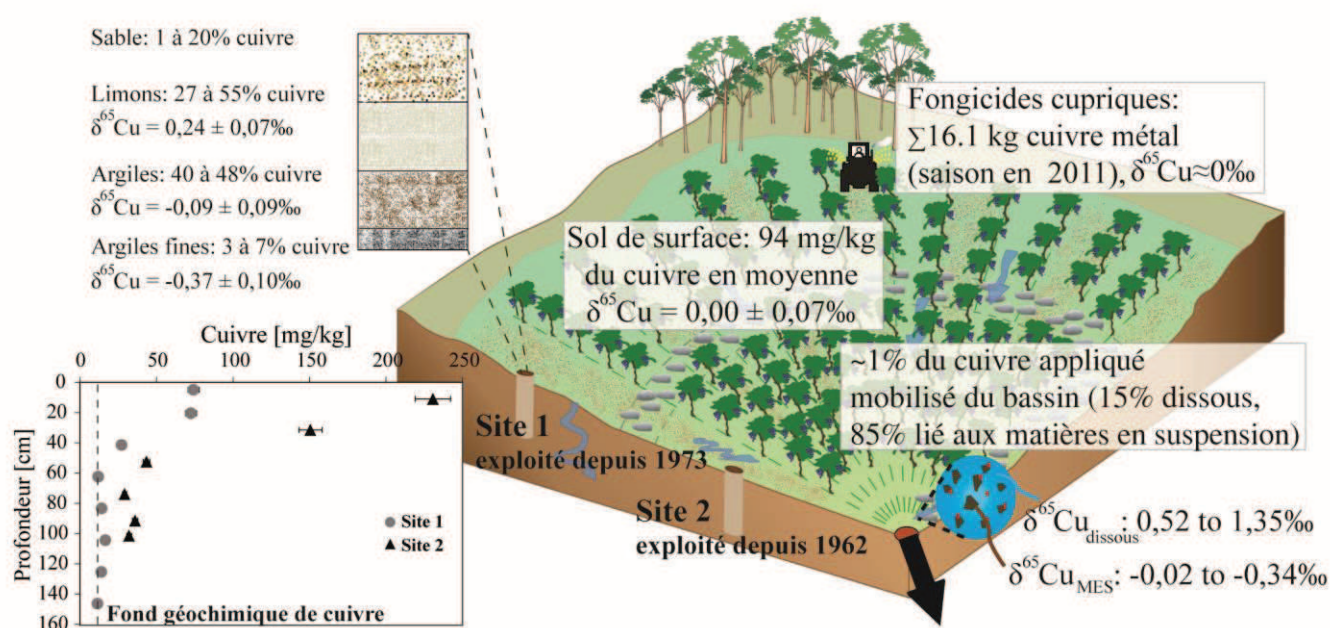 Sable: 1 à 20% cuivre
Limons: 27 à 55% cuivre
δ⁶⁵Cu = 0,24 ± 0,07‰
Argiles: 40 à 48% cuivre
δ⁶⁵Cu = -0,09 ± 0,09‰
Argiles fines: 3 à 7% cuivre
δ⁶⁵Cu = -0,37 ± 0,10‰
Fongicides cupriques:
∑16.1 kg cuivre métal
(saison en 2011), δ⁶⁵Cu≈0‰
Sol de surface: 94 mg/kg
du cuivre en moyenne
δ⁶⁵Cu = 0,00 ± 0,07‰
~1% du cuivre appliqué
mobilisé du bassin (15% dissous,
85% lié aux matières en suspension)
Site 1
exploité depuis 1973
Site 2
exploité depuis 1962
δ⁶⁵Cu dissous: 0,52 to 1,35‰
δ⁶⁵Cu MES: -0,02 to -0,34‰
Cuivre [mg/kg]
0 50 100 150 200 250
Profondeur [cm]
0
20
40
60
80
100
120
140
160
Site 1
Site 2
Fond géochimique de cuivre